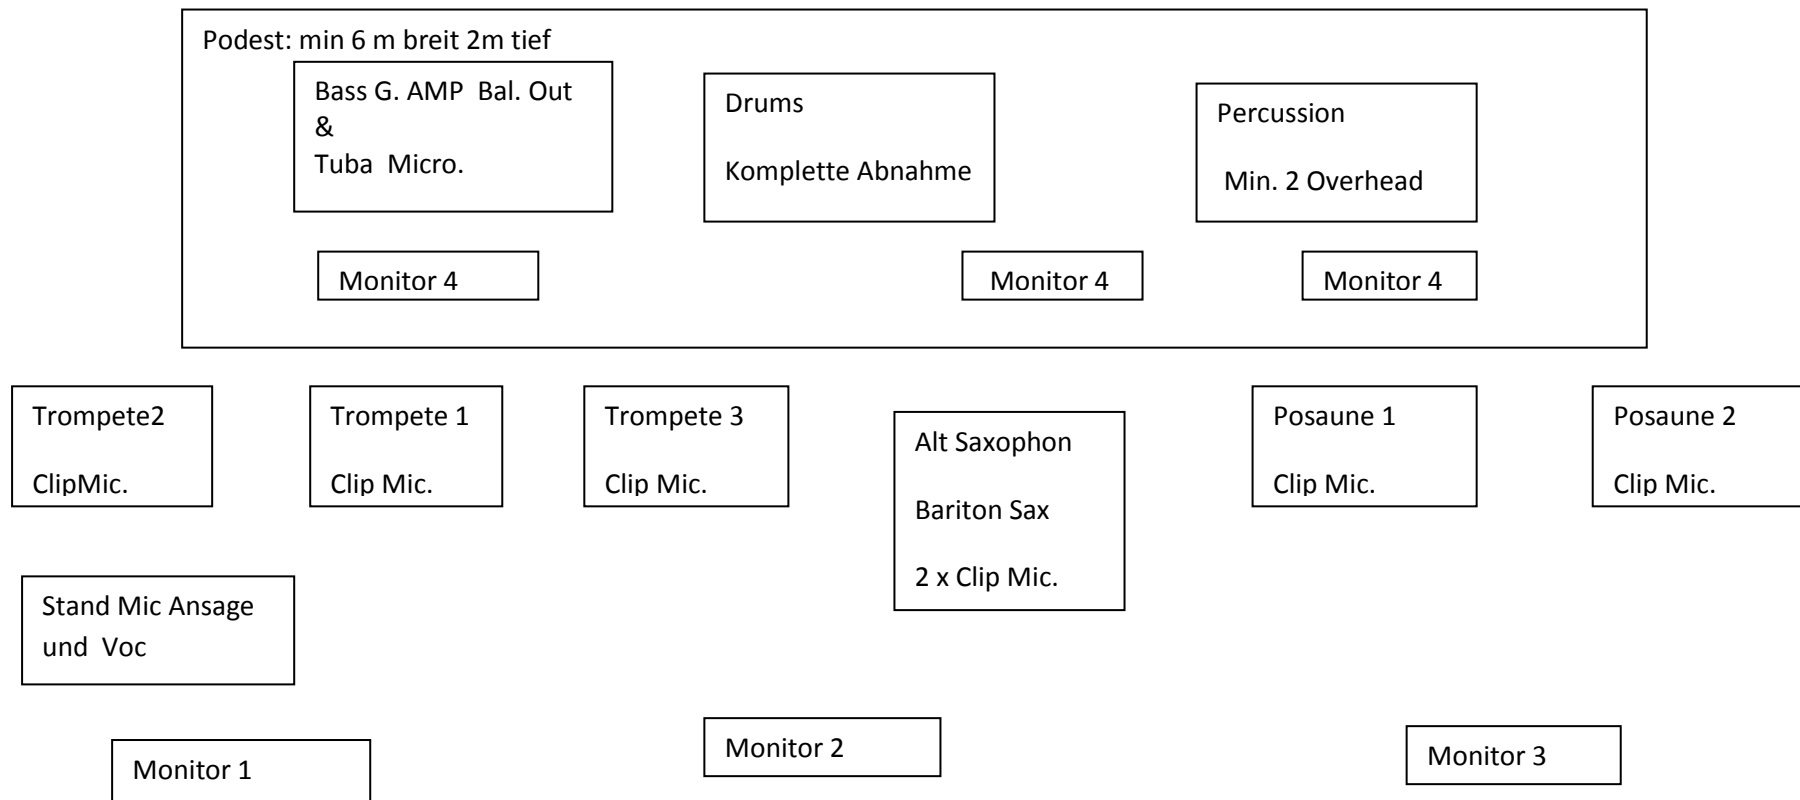 Podest: min 6 m breit 2m tief
Bass G. AMP  Bal. Out
&
Tuba  Micro.
Drums
Komplette Abnahme
Percussion
Min. 2 Overhead
Monitor 4
Monitor 4
Monitor 4
Trompete2
ClipMic.
Trompete 1
Clip Mic.
Trompete 3
Clip Mic.
Alt Saxophon
Bariton Sax
2 x Clip Mic.
Posaune 1
Clip Mic.
Posaune 2
Clip Mic.
Stand Mic Ansage
und  Voc
Monitor 1
Monitor 2
Monitor 3